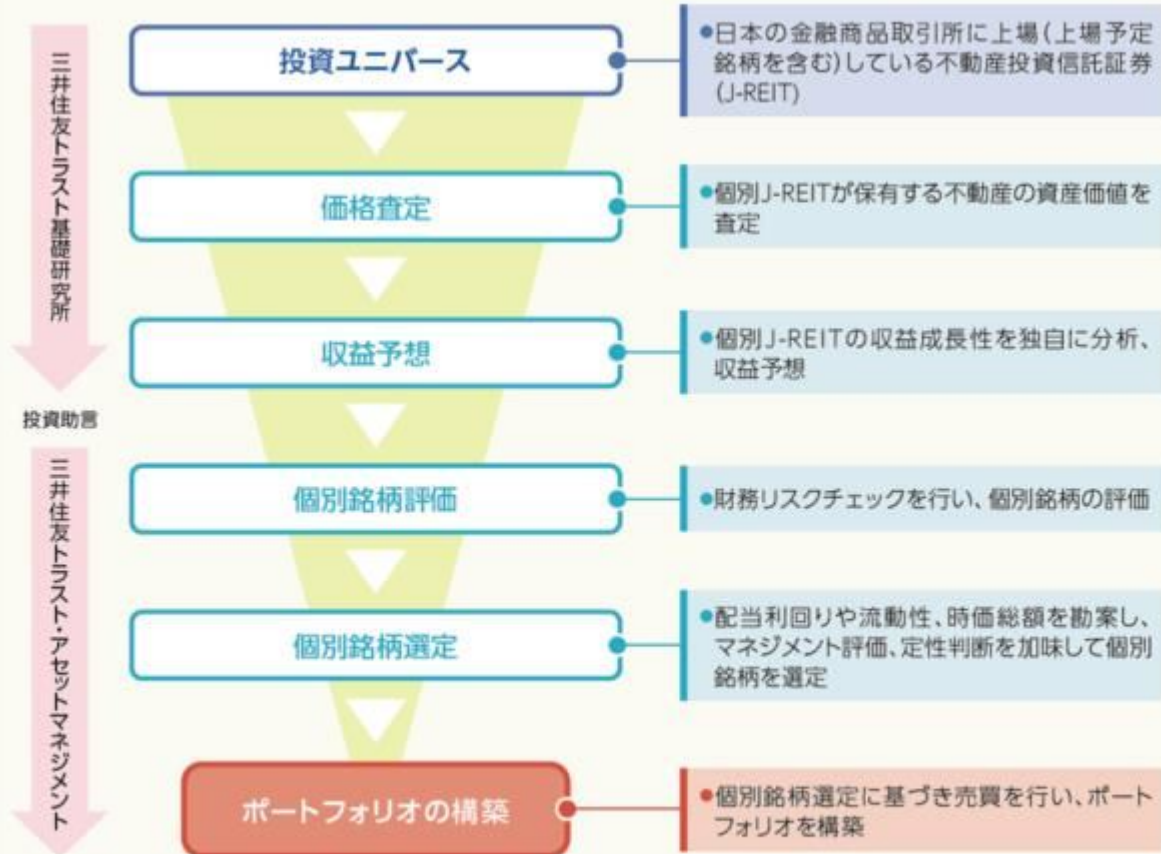 三井住友トラスト基礎研究所
投資助言
三井住友トラスト・アセットマネジメント
投資ユニバース
●日本の金融商品取引所に上場(上場予定
銘柄を含む)している不動産投資信託証券
(J-REIT)
価格査定
●個別J-REITが保有する不動産の資産価値を
査定
収益予想
●個別J-REITの収益成長性を独自に分析、
収益予想
個別銘柄評価
●財務リスクチェックを行い、個別銘柄の評価
個別銘柄選定
●配当利回りや流動性、時価総額を勘案し、
マネジメント評価、定性判断を加味して個別
銘柄を選定
ポートフォリオの構築
●個別銘柄選定に基づき売買を行い、ポート
フォリオを構築